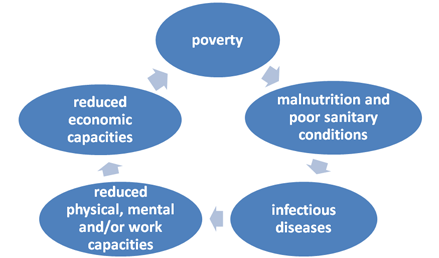 poverty
malnutrition and
poor sanitary
conditions
infectious
diseases
reduced
physical, mental
and/or work
capacities
reduced
economic
capacities